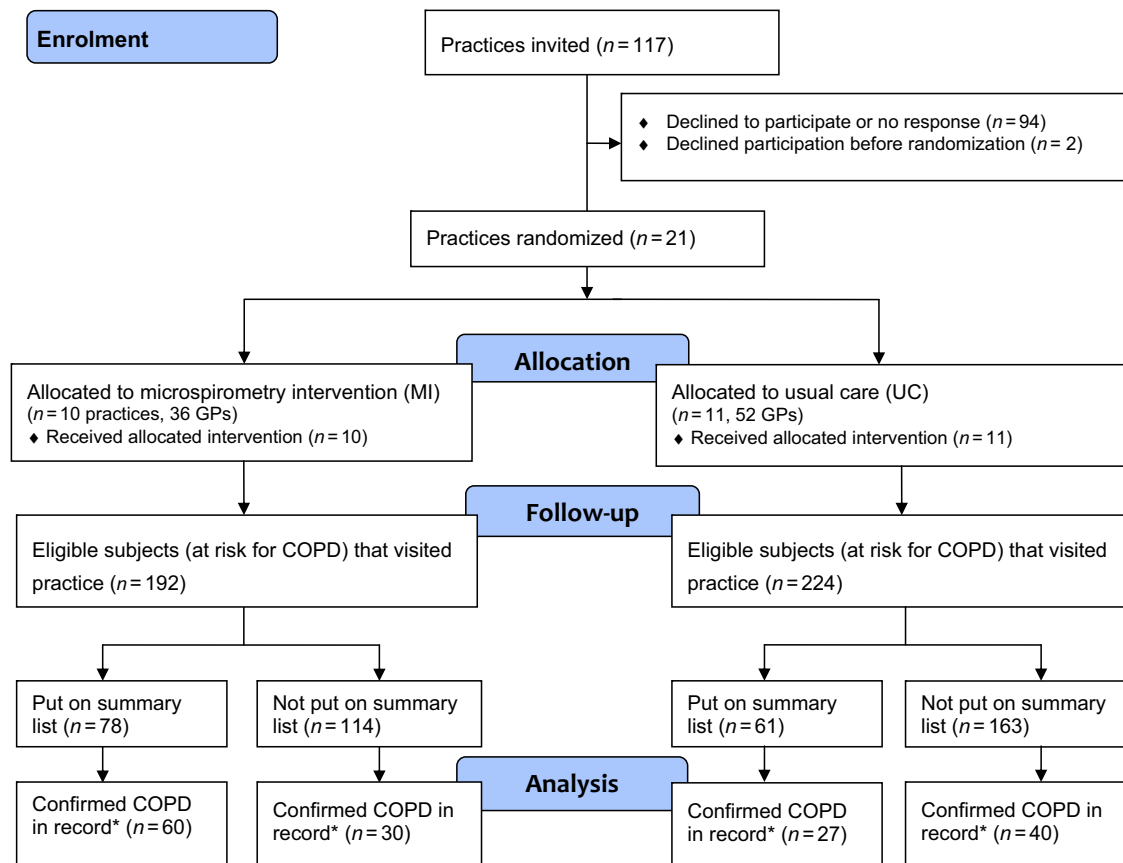 Enrolment
Practices invited (n = 117)
♦ Declined to participate or no response (n = 94)
♦ Declined participation before randomization (n = 2)
Practices randomized (n = 21)
Allocation
Allocated to microspirometry intervention (MI)
(n = 10 practices, 36 GPs)
♦ Received allocated intervention (n = 10)
Allocated to usual care (UC)
(n = 11, 52 GPs)
♦ Received allocated intervention (n = 11)
Follow-up
Eligible subjects (at risk for COPD) that visited
practice (n = 192)
Eligible subjects (at risk for COPD) that visited
practice (n = 224)
Put on summary
list (n = 78)
Not put on summary
list (n = 114)
Put on summary
list (n = 61)
Not put on summary
list (n = 163)
Analysis
Confirmed COPD
in record* (n = 60)
Confirmed COPD in
record* (n = 30)
Confirmed COPD
in record* (n = 27)
Confirmed COPD in
record* (n = 40)